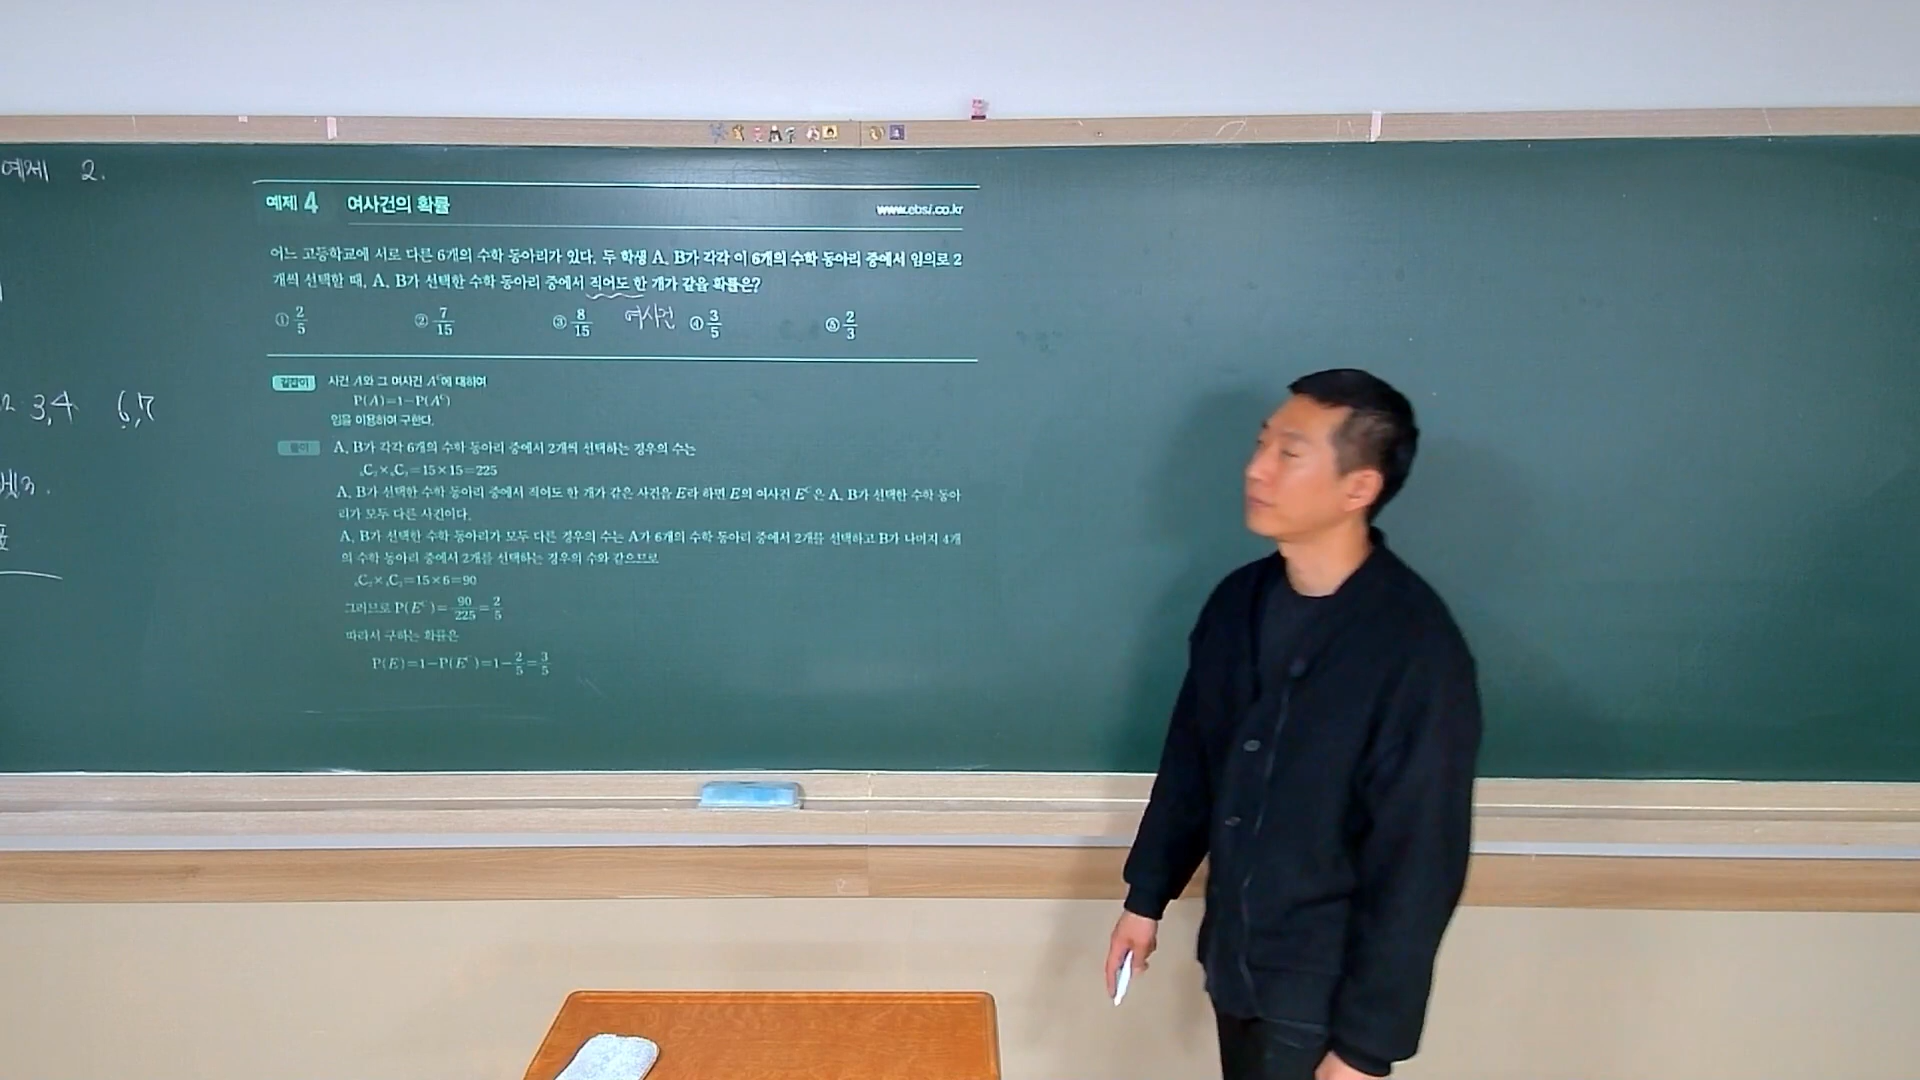 예제 2.
3,4 6,7
예제 4 여사건의 확률 www.ebsi.co.kr
어느 고등학교에 서로 다른 6개의 수학 동아리가 있다. 두 학생 A, B가 각각 이 6개의 수학 동아리 중에서 임의로 2
개씩 선택할 때, A, B가 선택한 수학 동아리 중에서 적어도 한 개가 같을 확률은?
① 2/5 ② 7/15 ③ 8/15 여사건 ④ 3/5 ⑤ 2/3
길잡이 사건 A와 그 여사건 Aᶜ에 대하여
P(A)=1-P(Aᶜ)
임을 이용하여 구한다.
풀이 A, B가 각각 6개의 수학 동아리 중에서 2개씩 선택하는 경우의 수는
₆C₂×₆C₂=15×15=225
A, B가 선택한 수학 동아리 중에서 적어도 한 개가 같은 사건을 E라 하면 E의 여사건 Eᶜ은 A, B가 선택한 수학 동아
리가 모두 다른 사건이다.
A, B가 선택한 수학 동아리가 모두 다른 경우의 수는 A가 6개의 수학 동아리 중에서 2개를 선택하고 B가 나머지 4개
의 수학 동아리 중에서 2개를 선택하는 경우의 수와 같으므로
₆C₂×₄C₂=15×6=90
그러므로 P(Eᶜ)=90/225=2/5
따라서 구하는 확률은
P(E)=1-P(Eᶜ)=1-2/5=3/5